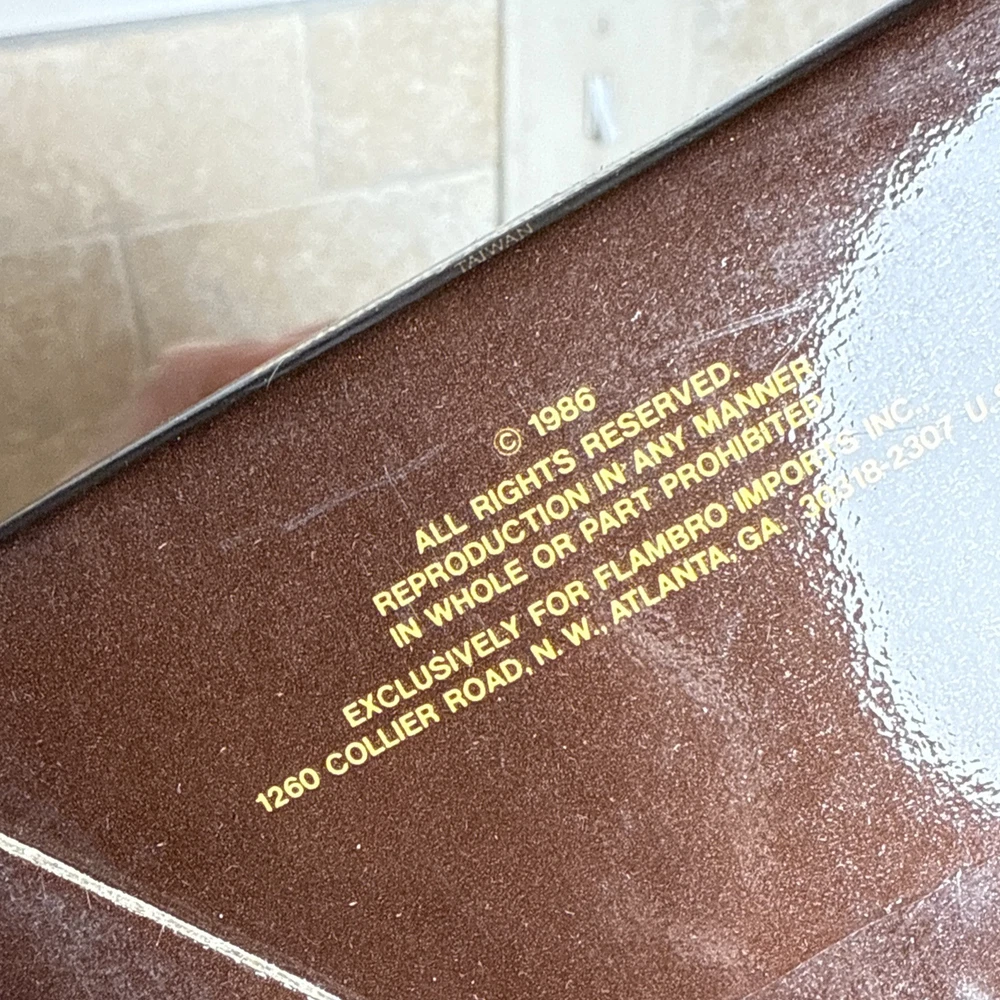 TAIWAN
© 1986
ALL RIGHTS RESERVED.
REPRODUCTION IN ANY MANNER
IN WHOLE OR PART PROHIBITED.
EXCLUSIVELY FOR FLAMBRO IMPORTS INC.,
1260 COLLIER ROAD, N. W., ATLANTA, GA. 30318-2307 U.